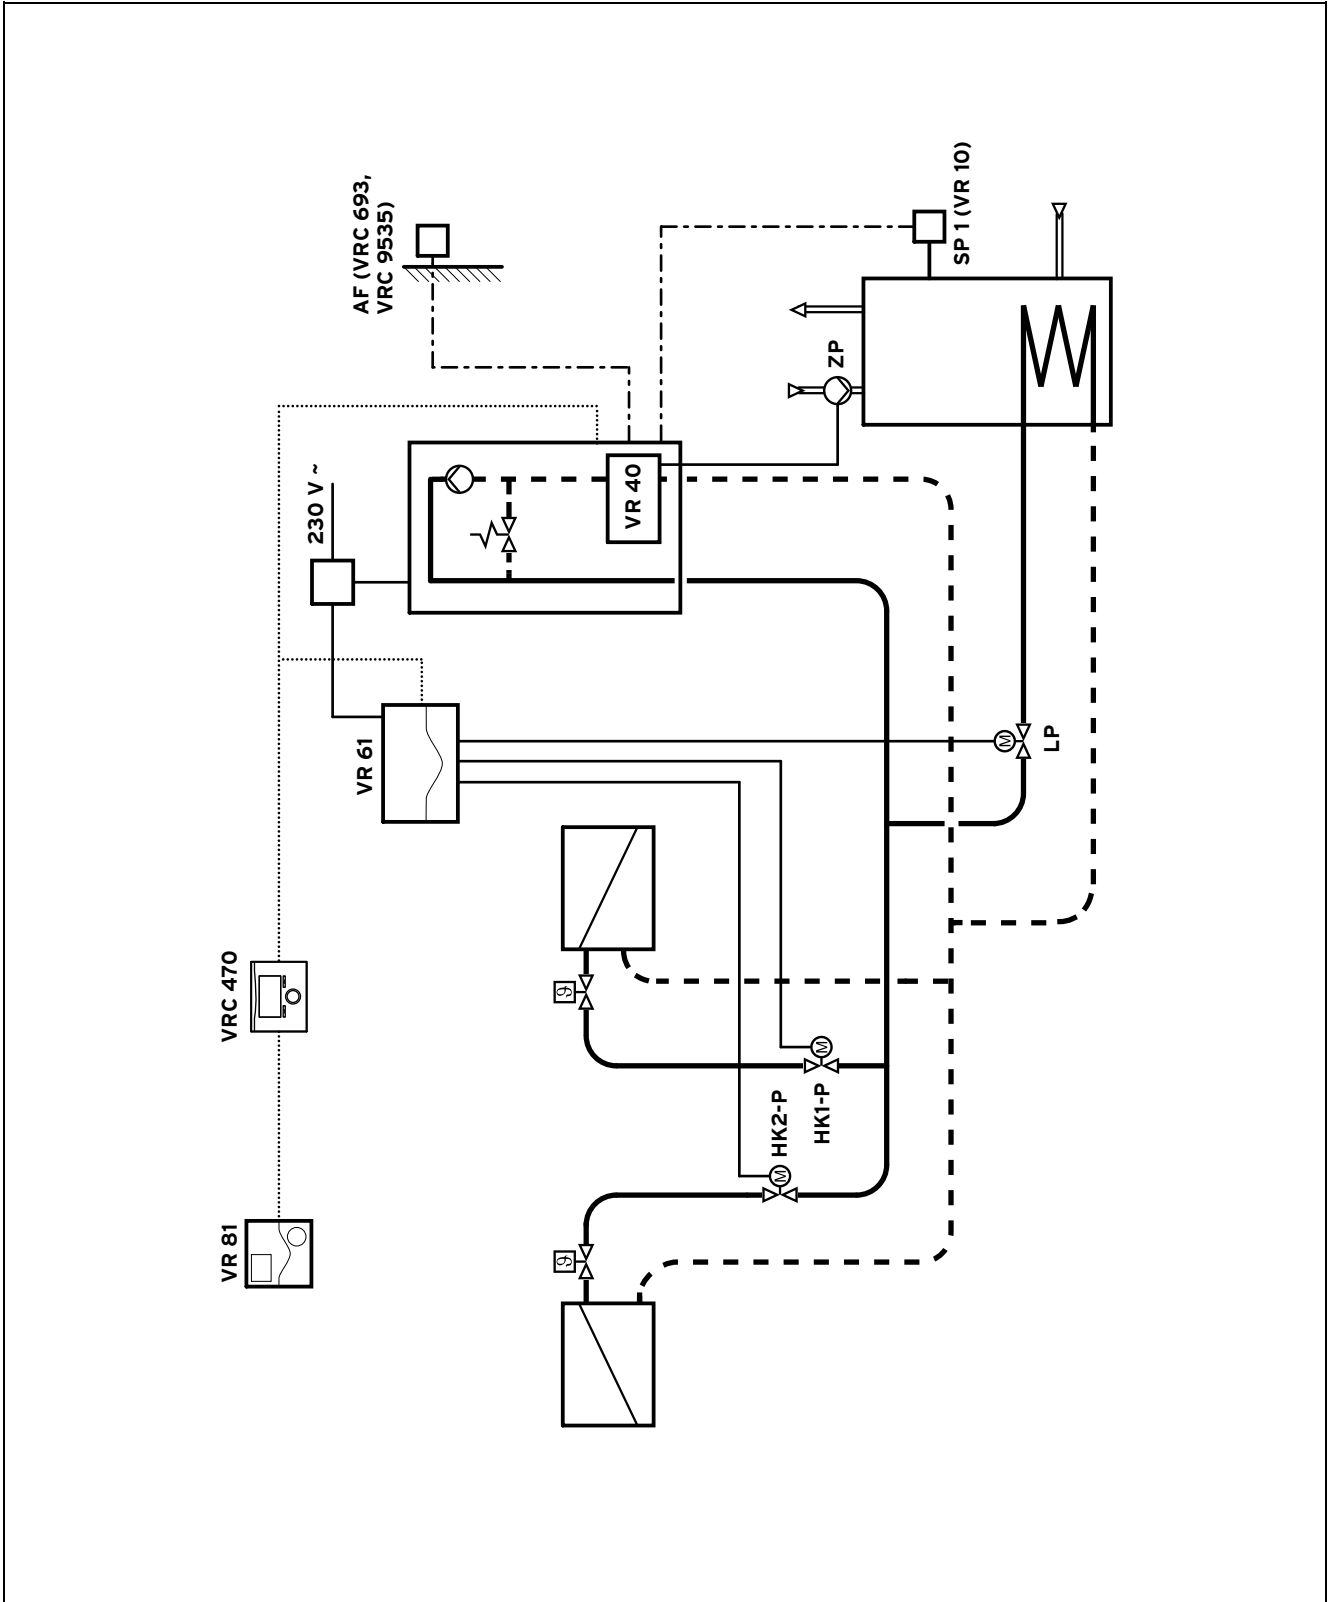 VR 81
VRC 470
230 V ~
AF (VRC 693,
VRC 9535)
VR 61
ϑ
ϑ
VR 40
M
HK2-P
M
HK1-P
ZP
SP 1 (VR 10)
M
LP